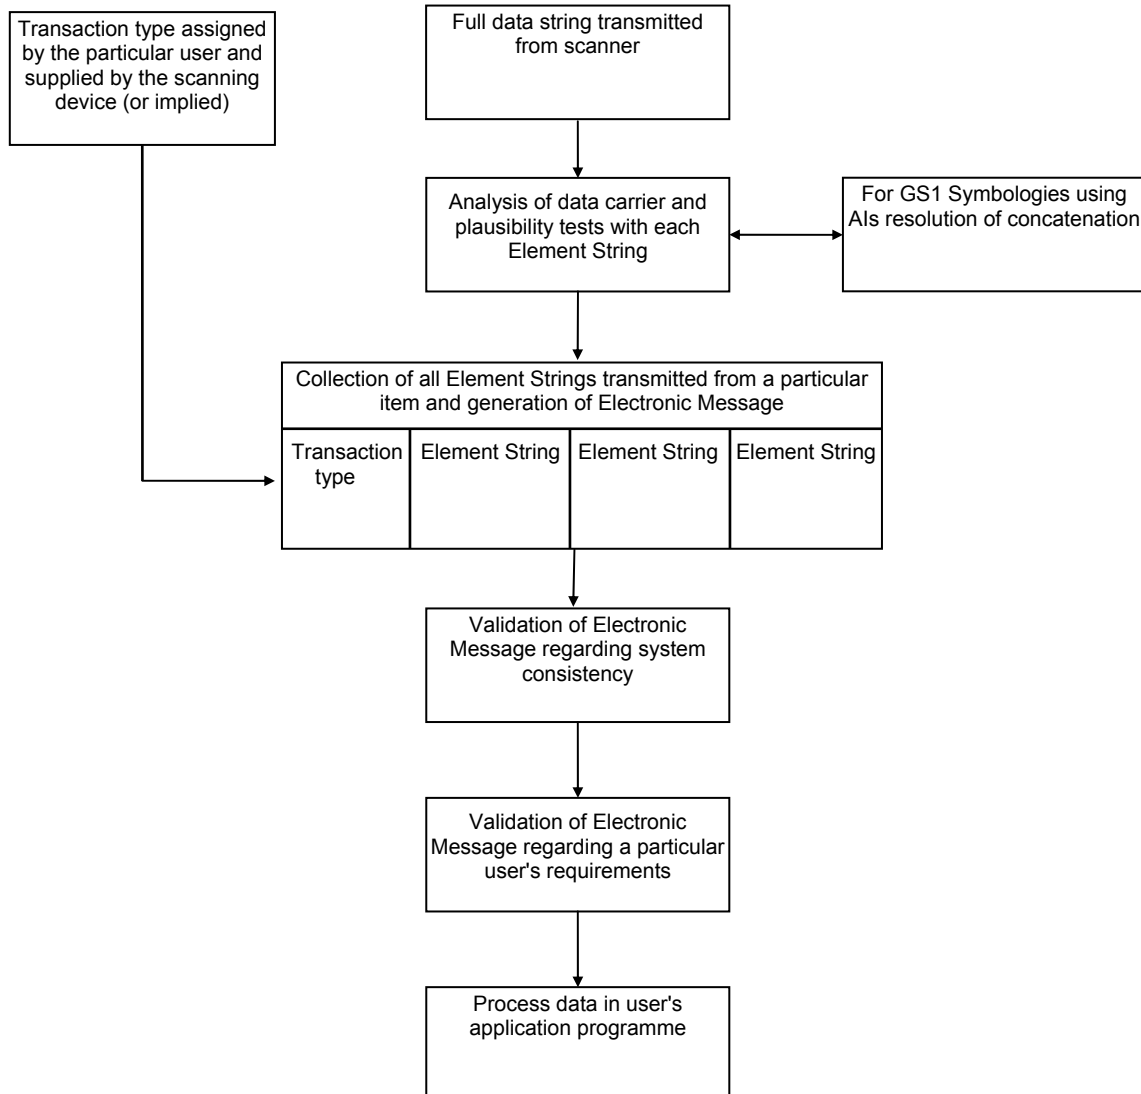 Transaction type assigned
by the particular user and
supplied by the scanning
device (or implied)
Full data string transmitted
from scanner
Analysis of data carrier and
plausibility tests with each
Element String
For GS1 Symbologies using
AIs resolution of concatenation
Collection of all Element Strings transmitted from a particular
item and generation of Electronic Message
Transaction
type
Element String
Element String
Element String
Validation of Electronic
Message regarding system
consistency
Validation of Electronic
Message regarding a particular
user's requirements
Process data in user's
application programme